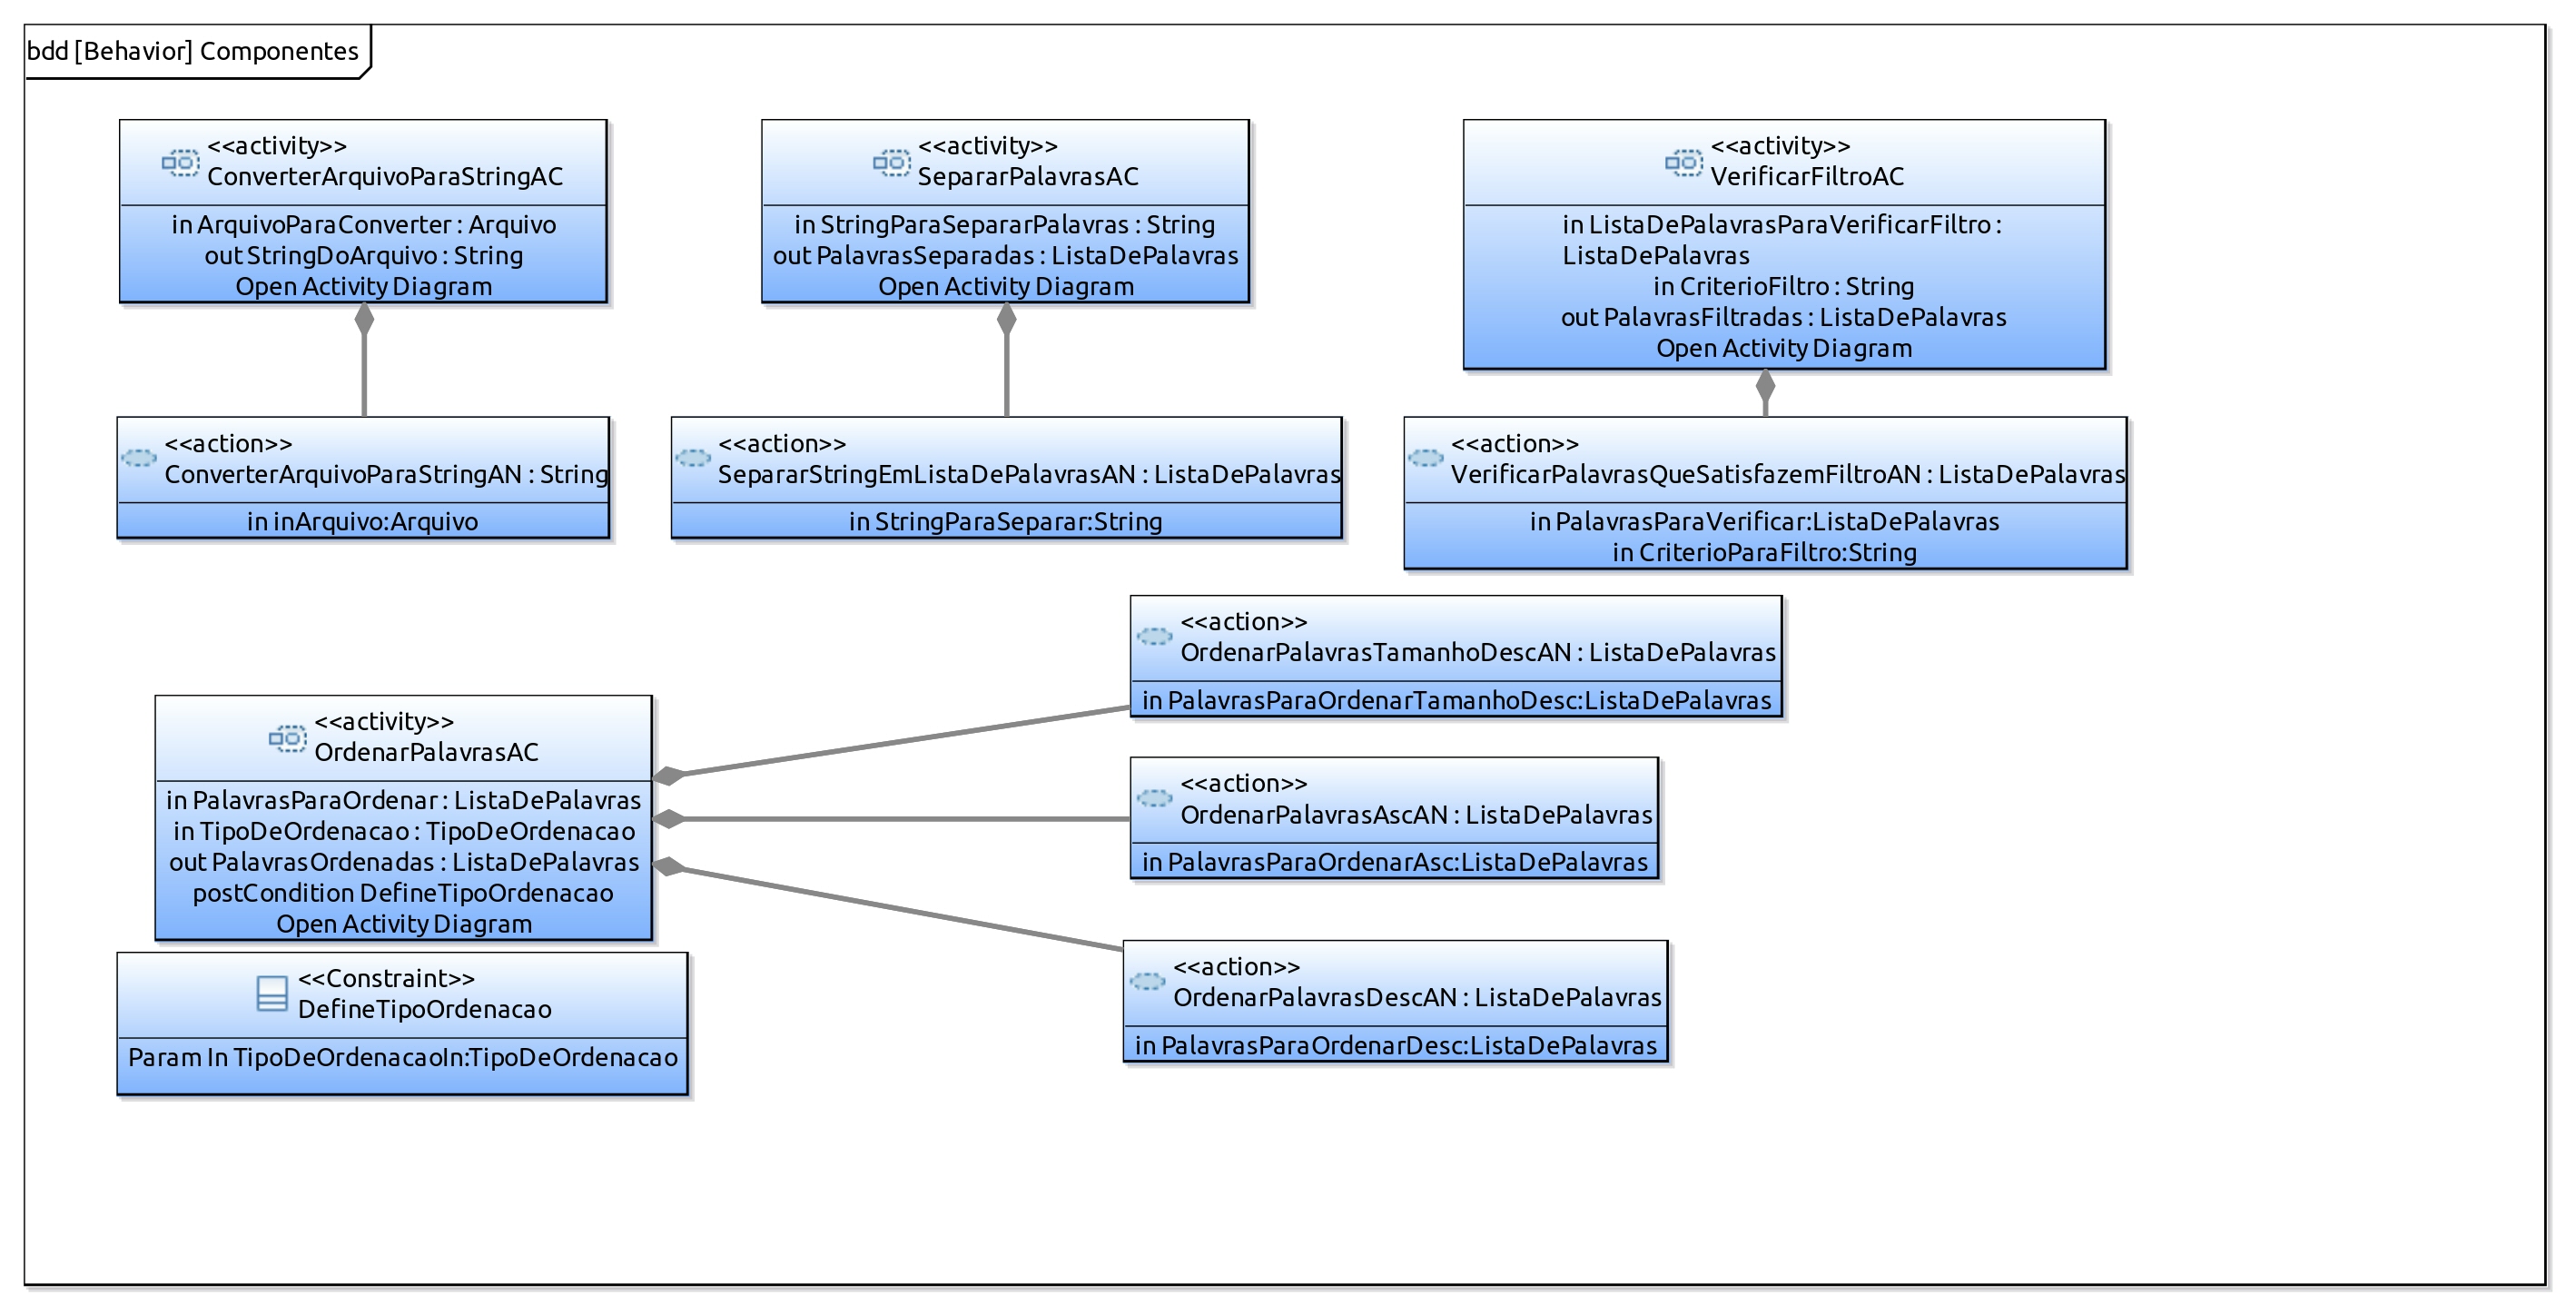 bdd [Behavior] Componentes
<<activity>>
ConverterArquivoParaStringAC
in ArquivoParaConverter : Arquivo
out StringDoArquivo : String
Open Activity Diagram
<<activity>>
SepararPalavrasAC
in StringParaSepararPalavras : String
out PalavrasSeparadas : ListaDePalavras
Open Activity Diagram
<<activity>>
VerificarFiltroAC
in ListaDePalavrasParaVerificarFiltro :
ListaDePalavras
in CriterioFiltro : String
out PalavrasFiltradas : ListaDePalavras
Open Activity Diagram
<<action>>
ConverterArquivoParaStringAN : String
in inArquivo:Arquivo
<<action>>
SepararStringEmListaDePalavrasAN : ListaDePalavras
in StringParaSeparar:String
<<action>>
VerificarPalavrasQueSatisfazemFiltroAN : ListaDePalavras
in PalavrasParaVerificar:ListaDePalavras
in CriterioParaFiltro:String
<<action>>
OrdenarPalavrasTamanhoDescAN : ListaDePalavras
in PalavrasParaOrdenarTamanhoDesc:ListaDePalavras
<<activity>>
OrdenarPalavrasAC
in PalavrasParaOrdenar : ListaDePalavras
in TipoDeOrdenacao : TipoDeOrdenacao
out PalavrasOrdenadas : ListaDePalavras
postCondition DefineTipoOrdenacao
Open Activity Diagram
<<action>>
OrdenarPalavrasAscAN : ListaDePalavras
in PalavrasParaOrdenarAsc:ListaDePalavras
<<action>>
OrdenarPalavrasDescAN : ListaDePalavras
in PalavrasParaOrdenarDesc:ListaDePalavras
<<Constraint>>
DefineTipoOrdenacao
Param In TipoDeOrdenacaoIn:TipoDeOrdenacao